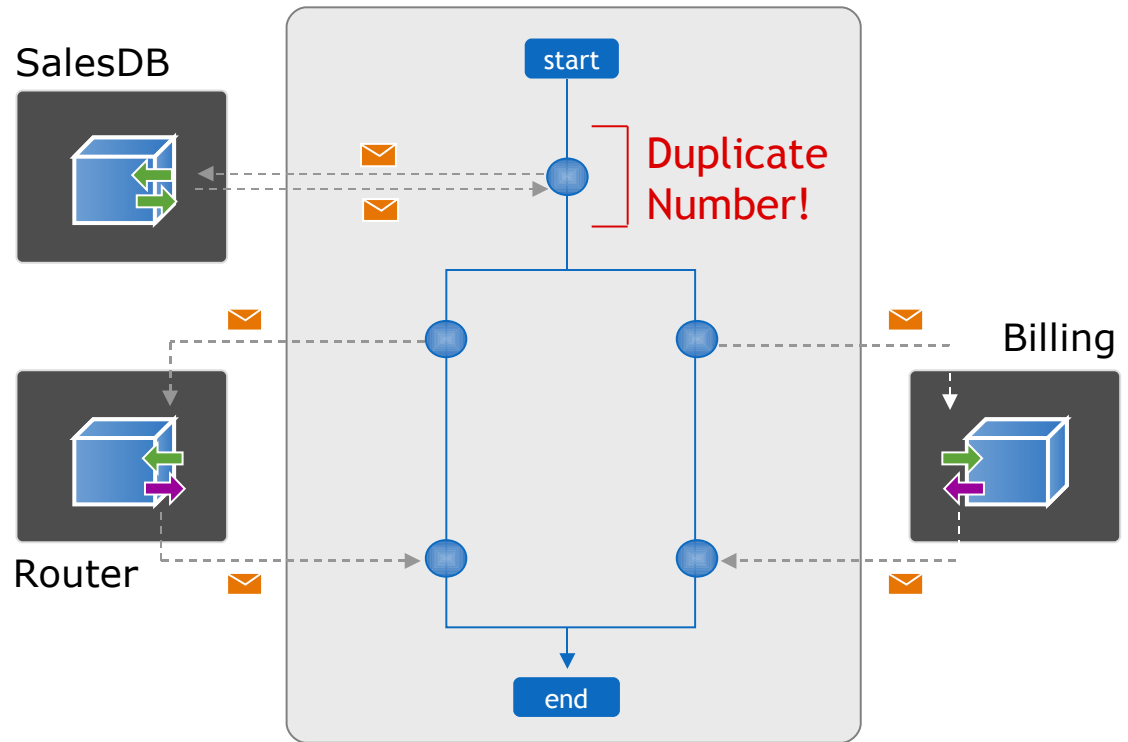 start
SalesDB
Duplicate
Number!
Billing
Router
end